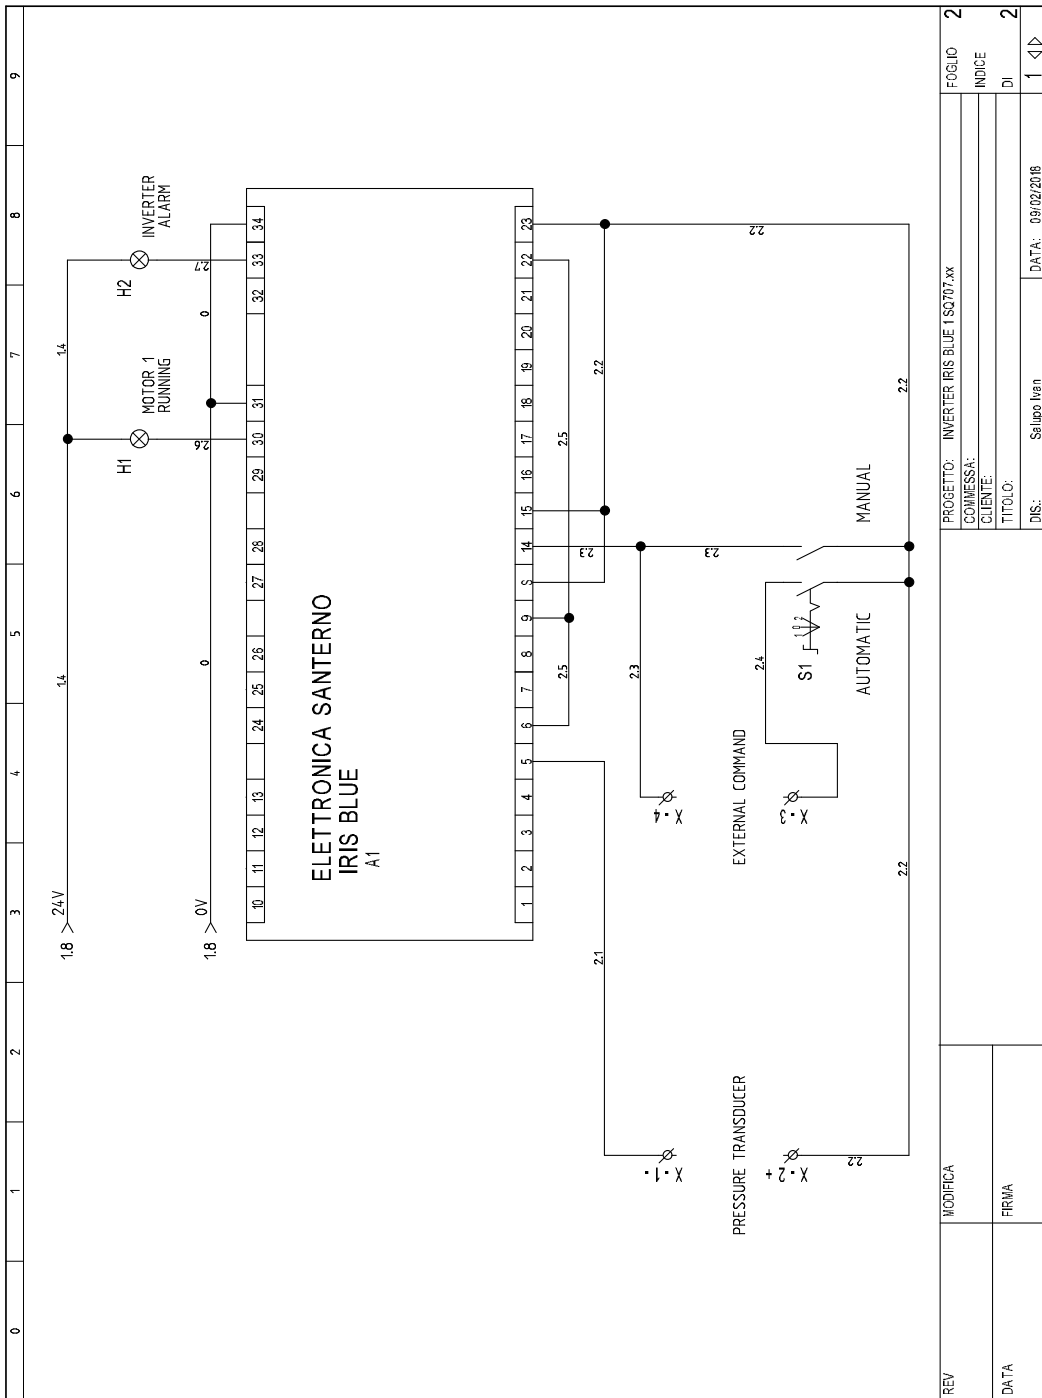 0 1 2 3 4 5 6 7 8 9
1.8 24V
1.4
1.4
1.8 0V
0
0
H1
MOTOR 1
RUNNING
2.6
H2
INVERTER
ALARM
2.7
10 11 12 13 24 25 26 27 28 29 30 31 32 33 34
ELETTRONICA SANTERNO
IRIS BLUE
A1
1 2 3 4 5 6 7 8 9 S 14 15 16 17 18 19 20 21 22 23
2.1
2.5
2.5
2.2
2.2
2.3
2.3
2.3
X - 4
X - 3
EXTERNAL COMMAND
2.4
S1
1 0 2
AUTOMATIC
MANUAL
X - 1 -
X - 2 +
PRESSURE TRANSDUCER
2.2
2.2
2.2
REV
MODIFICA
DATA
FIRMA
PROGETTO: INVERTER IRIS BLUE 1 SQ707.xx
COMMESSA:
CLIENTE:
TITOLO:
DIS.: Salupo Ivan
DATA: 09/02/2018
FOGLIO 2
INDICE
DI 2
1